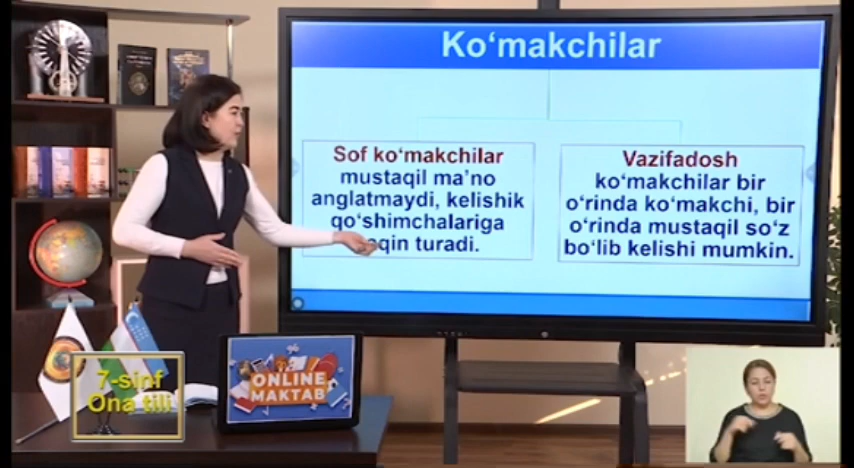 Ko‘makchilar
Sof ko‘makchilar
mustaqil ma’no
anglatmaydi, kelishik
qo‘shimchalariga
turadi.
Vazifadosh
ko‘makchilar bir
o‘rinda ko‘makchi, bir
o‘rinda mustaqil so‘z
bo‘lib kelishi mumkin.
7-sinf
Ona tili
ONLINE
MAKTAB